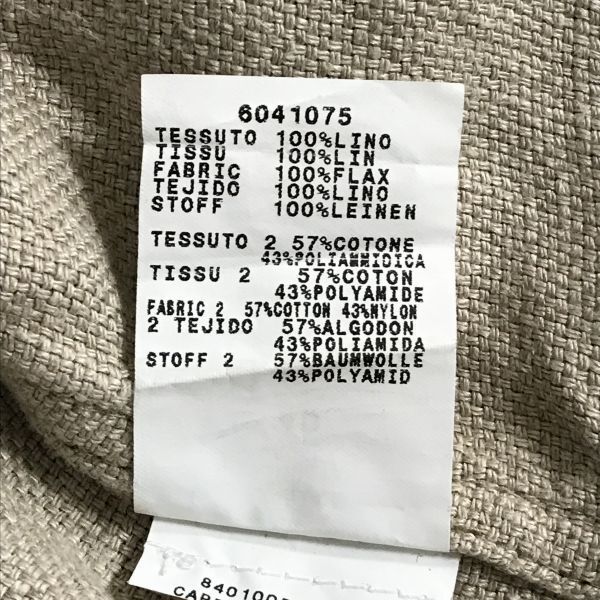 6041075
TESSUTO 100%LINO
TISSU 100%LIN
FABRIC 100%FLAX
TEJIDO 100%LINO
STOFF 100%LEINEN
TESSUTO 2 57%COTONE
43%POLIAMMIDICA
TISSU 2 57%COTON
43%POLYAMIDE
FABRIC 2 57%COTTON 43%NYLON
2 TEJIDO 57%ALGODON
43%POLIAMIDA
STOFF 2 57%BAUMWOLLE
43%POLYAMID